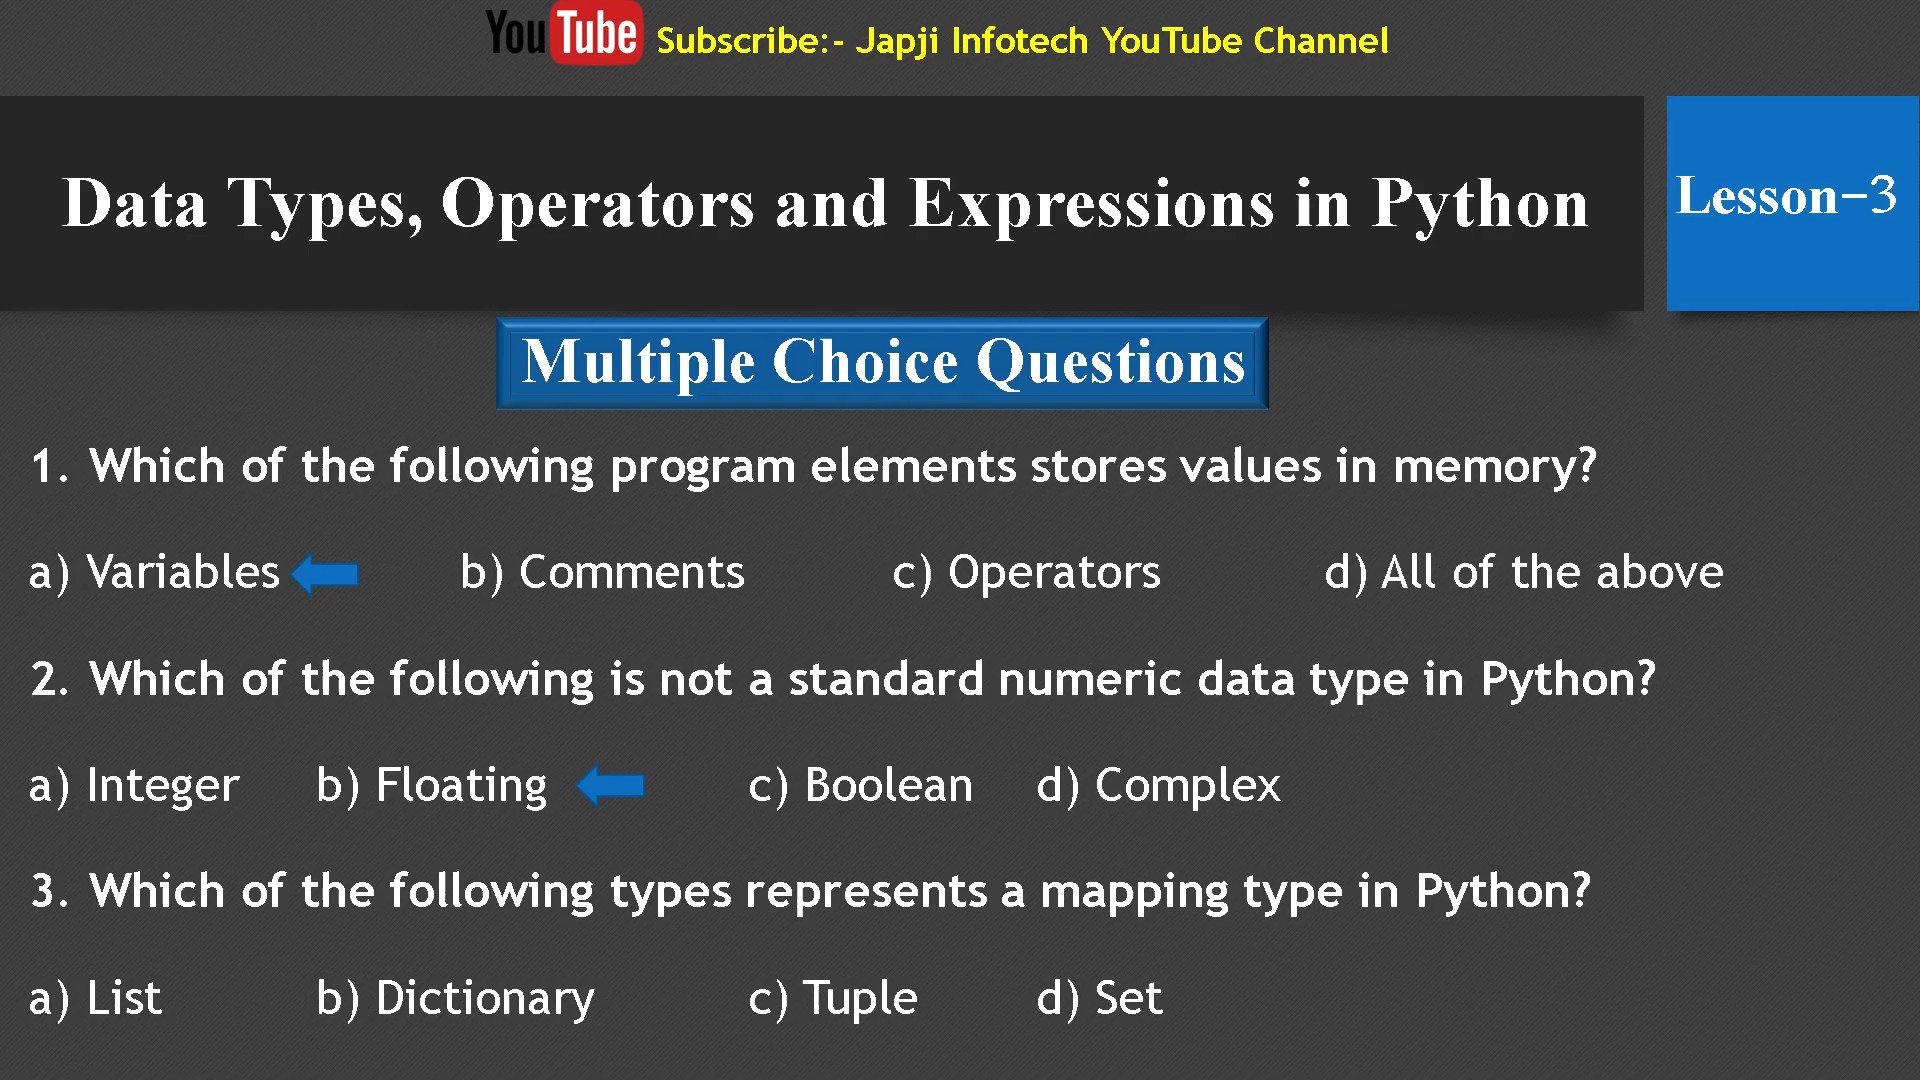 YouTube Subscribe:- Japji Infotech YouTube Channel
Data Types, Operators and Expressions in Python
Lesson-3
Multiple Choice Questions
1. Which of the following program elements stores values in memory?
a) Variables b) Comments c) Operators d) All of the above
2. Which of the following is not a standard numeric data type in Python?
a) Integer b) Floating c) Boolean d) Complex
3. Which of the following types represents a mapping type in Python?
a) List b) Dictionary c) Tuple d) Set